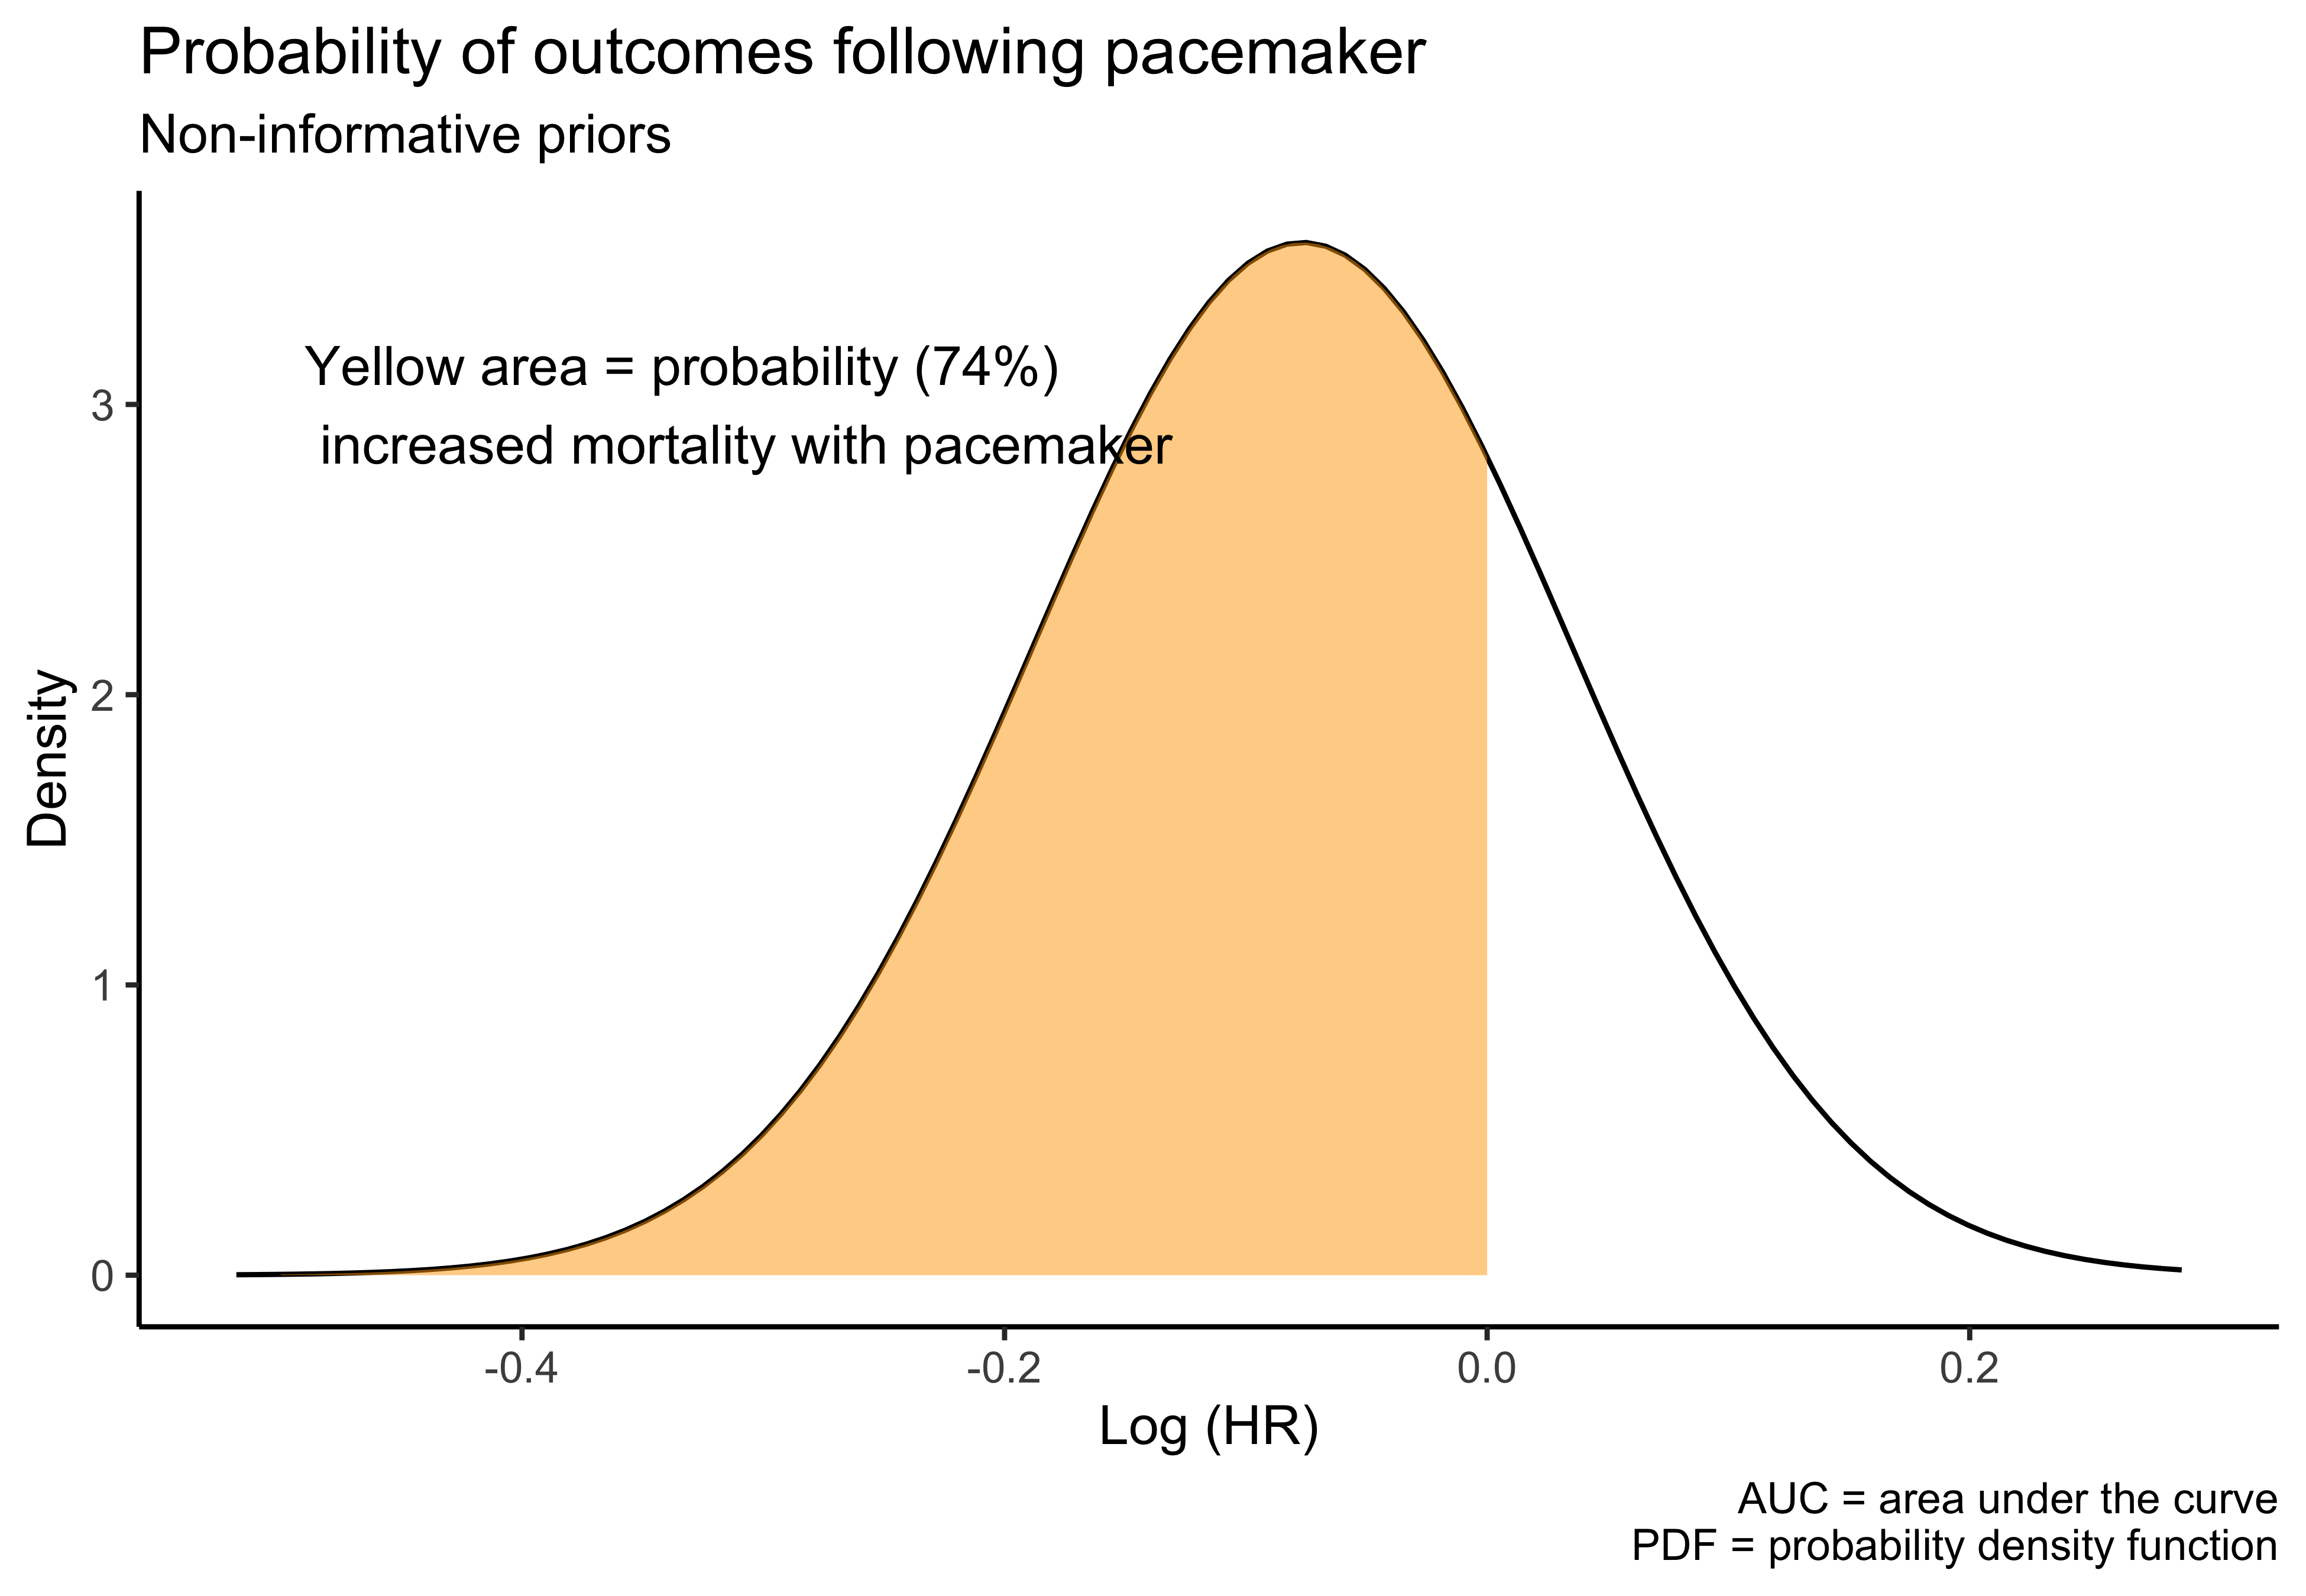 Probability of outcomes following pacemaker
Non-informative priors
Yellow area = probability (74%)
increased mortality with pacemaker
Density
3
2
1
0
-0.4
-0.2
0.0
0.2
Log (HR)
AUC = area under the curve
PDF = probability density function